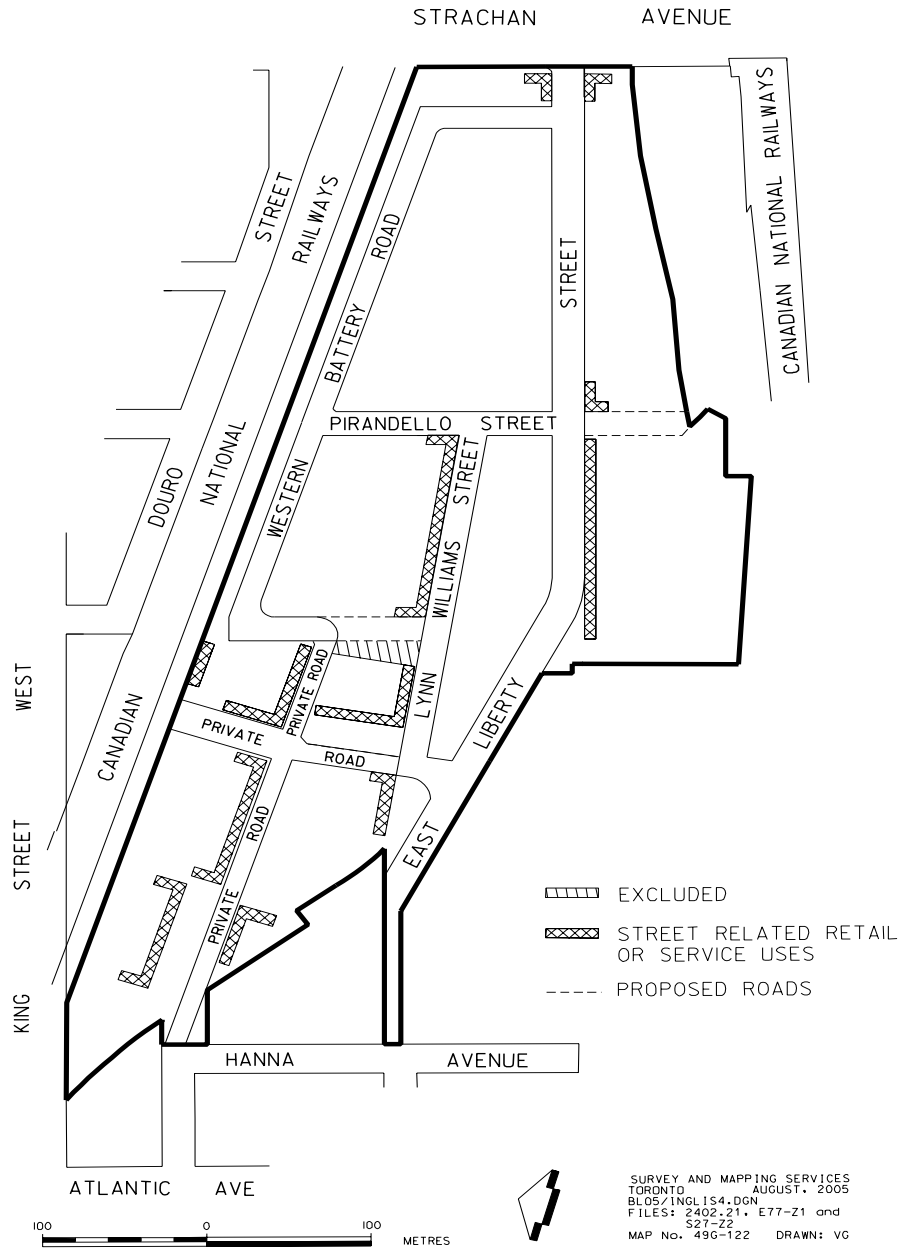 STRACHAN AVENUE
CANADIAN NATIONAL RAILWAYS
STREET
RAILWAYS
ROAD
STREET
BATTERY
PIRANDELLO STREET
NATIONAL
STREET
DOURO
WESTERN
WILLIAMS
WEST
PRIVATE ROAD
LYNN
CANADIAN
PRIVATE
ROAD
LIBERTY
ROAD
STREET
EAST
PRIVATE
KING
EXCLUDED
STREET RELATED RETAIL
OR SERVICE USES
PROPOSED ROADS
HANNA AVENUE
ATLANTIC AVE
100 0 100
METRES
SURVEY AND MAPPING SERVICES
TORONTO AUGUST, 2005
BL05/INGLIS4.DGN
FILES: 2402.21, E77-Z1 and
S27-Z2
MAP No. 49G-122 DRAWN: VG